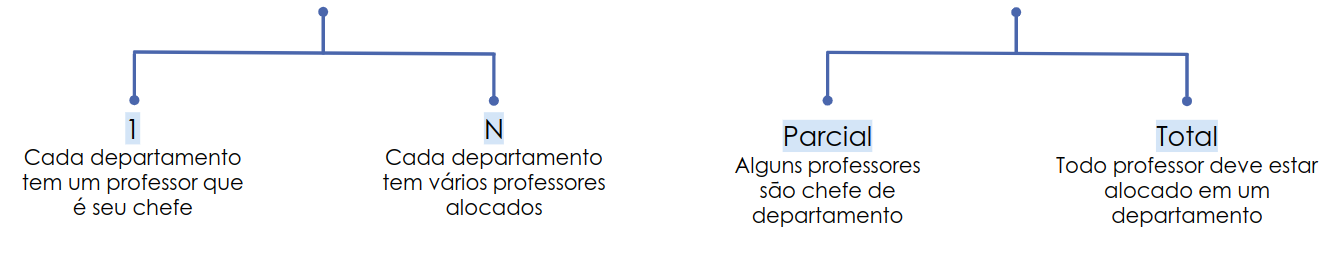 1
Cada departamento
tem um professor que
é seu chefe
N
Cada departamento
tem vários professores
alocados
Parcial
Alguns professores
são chefe de
departamento
Total
Todo professor deve estar
alocado em um
departamento